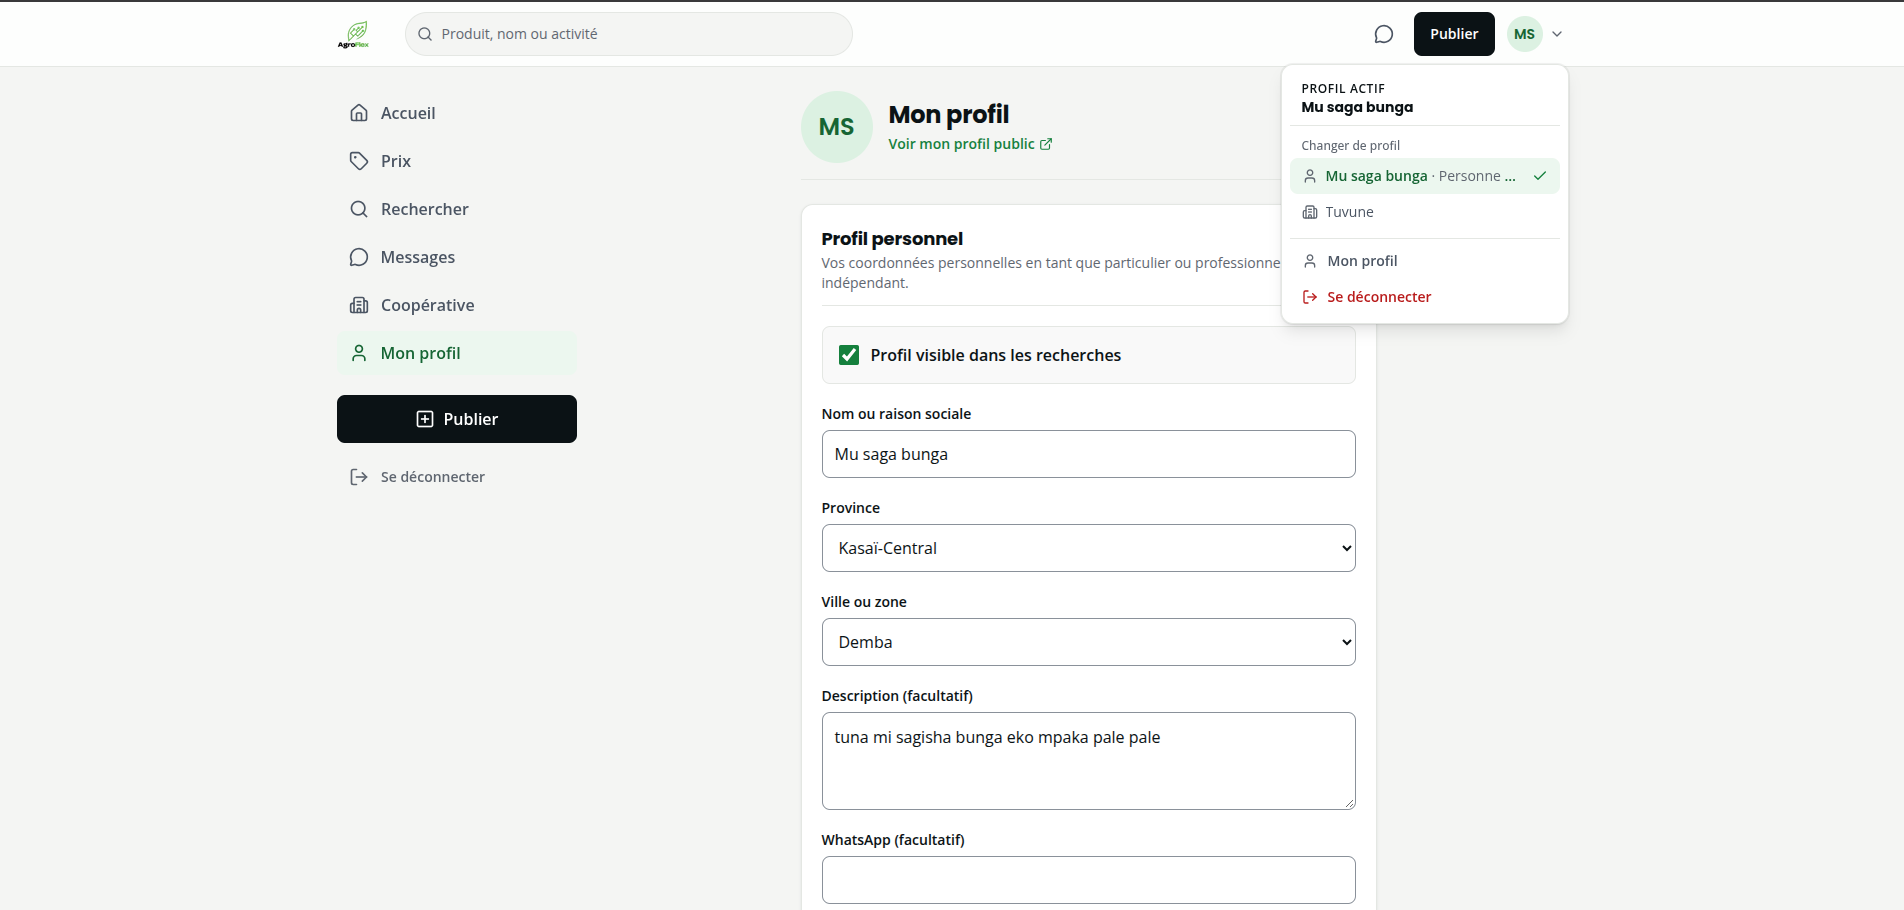 AgroFlex
Produit, nom ou activité
Publier
MS
PROFIL ACTIF
Mu saga bunga
Changer de profil
Mu saga bunga · Personne ...
Tuvune
Mon profil
Se déconnecter
Accueil
Prix
Rechercher
Messages
Coopérative
Mon profil
Publier
Se déconnecter
MS
Mon profil
Voir mon profil public
Profil personnel
Vos coordonnées personnelles en tant que particulier ou professionne
indépendant.
Profil visible dans les recherches
Nom ou raison sociale
Mu saga bunga
Province
Kasaï-Central
Ville ou zone
Demba
Description (facultatif)
tuna mi sagisha bunga eko mpaka pale pale
WhatsApp (facultatif)